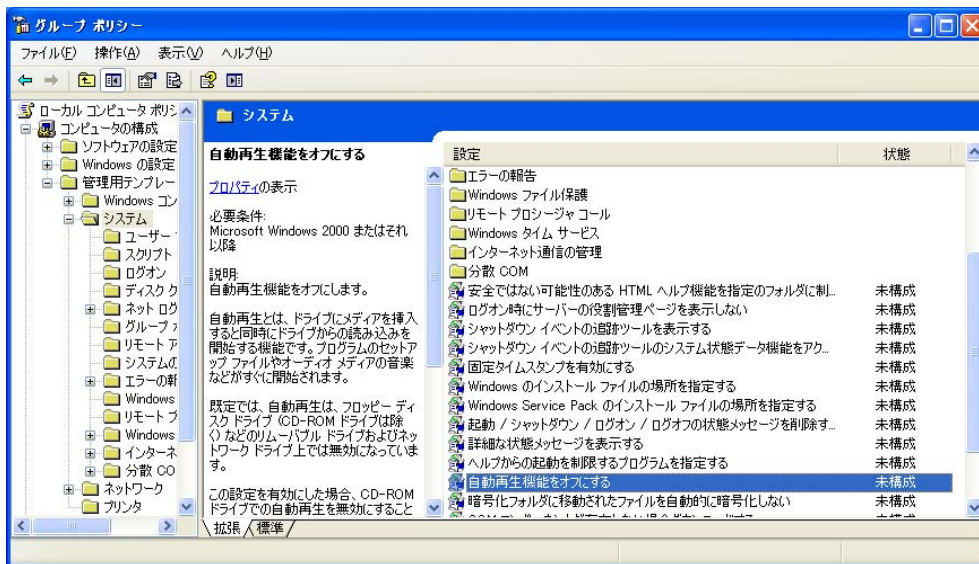 グループ ポリシー
ファイル(F) 操作(A) 表示(V) ヘルプ(H)
ローカル コンピュータ ポリシ
コンピュータの構成
ソフトウェアの設定
Windows の設定
管理用テンプレー
Windows コン
システム
ユーザー
スクリプト
ログオン
ディスク ク
ネット ログ
グループ
リモート ア
システムの
エラーの報
Windows
リモート プ
Windows
インターネ
分散 CO
ネットワーク
プリンタ
システム
自動再生機能をオフにする
プロパティの表示
必要条件:
Microsoft Windows 2000 またはそれ
以降
説明:
自動再生機能をオフにします。
自動再生とは、ドライブにメディアを挿入
すると同時にドライブからの読み込みを
開始する機能です。プログラムのセットア
ップ ファイルやオーディオ メディアの音楽
などがすぐに開始されます。
既定では、自動再生は、フロッピー ディ
スク ドライブ (CD-ROM ドライブは除
く) などのリムーバブル ドライブおよびネッ
トワーク ドライブ上では無効になっていま
す。
この設定を有効にした場合、CD-ROM
ドライブでの自動再生を無効にすること
設定 状態
エラーの報告
Windows ファイル保護
リモート プロシージャ コール
Windows タイム サービス
インターネット通信の管理
分散 COM
安全ではない可能性のある HTML ヘルプ機能を指定のフォルダに制... 未構成
ログオン時にサーバーの役割管理ページを表示しない 未構成
シャットダウン イベントの追跡ツールを表示する 未構成
シャットダウン イベントの追跡ツールのシステム状態データ機能をアク... 未構成
固定タイムスタンプを有効にする 未構成
Windows のインストール ファイルの場所を指定する 未構成
Windows Service Pack のインストール ファイルの場所を指定する 未構成
起動 / シャットダウン / ログオン / ログオフの状態メッセージを削除す... 未構成
詳細な状態メッセージを表示する 未構成
ヘルプからの起動を制限するプログラムを指定する 未構成
自動再生機能をオフにする 未構成
暗号化フォルダに移動されたファイルを自動的に暗号化しない 未構成
拡張 標準